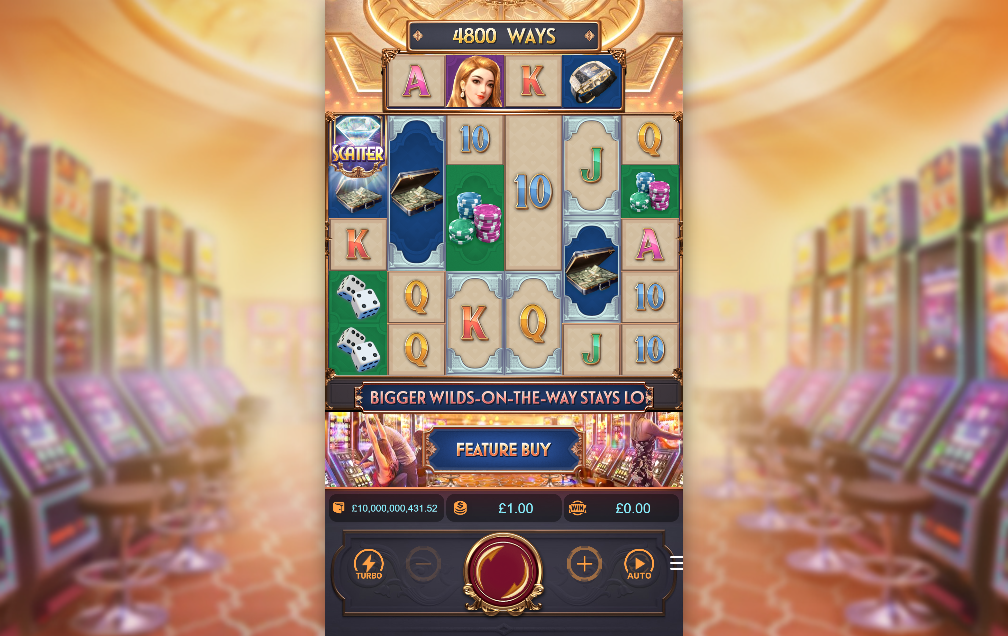 4800 WAYS
A K
SCATTER 10 10 J Q
K A
Q K Q 10
Q J 10
BIGGER WILDS-ON-THE-WAY STAYS LO
FEATURE BUY
£10,000,000,431.52 £1.00 WIN £0.00
TURBO AUTO